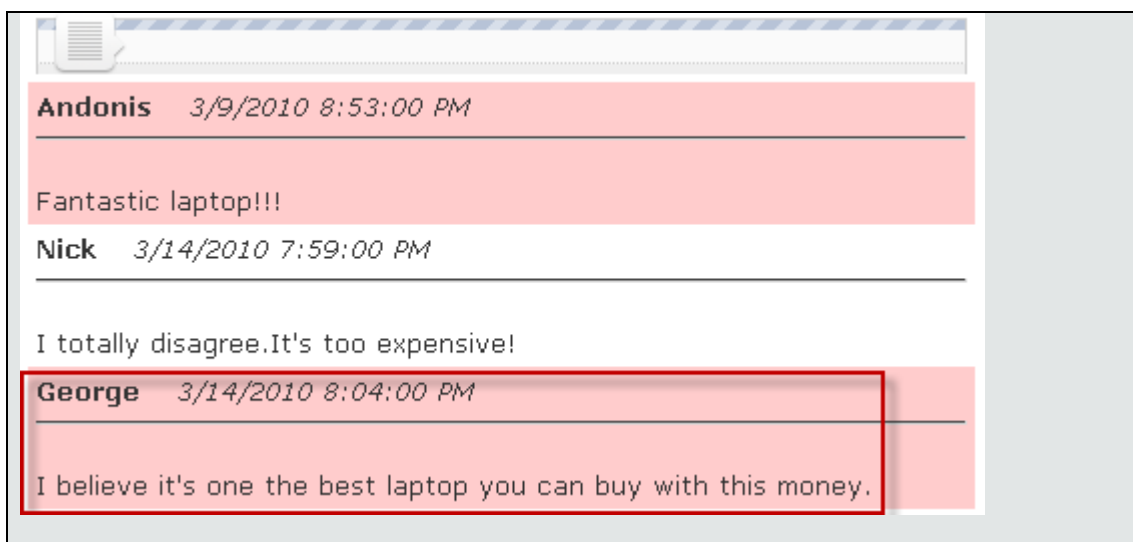 Andonis 3/9/2010 8:53:00 PM
Fantastic laptop!!!
Nick 3/14/2010 7:59:00 PM
I totally disagree.It's too expensive!
George 3/14/2010 8:04:00 PM
I believe it's one the best laptop you can buy with this money.